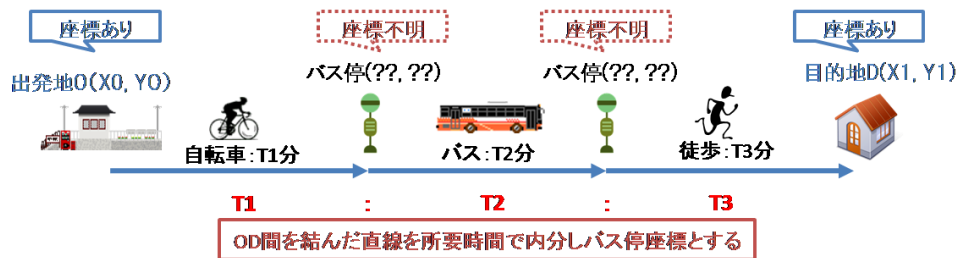 座標あり
座標不明
座標不明
座標あり
出発地O(X0, Y0)
バス停(??, ??)
バス停(??, ??)
目的地D(X1, Y1)
自転車:T1分
バス:T2分
徒歩:T3分
T1 : T2 : T3
OD間を結んだ直線を所要時間で内分しバス停座標とする